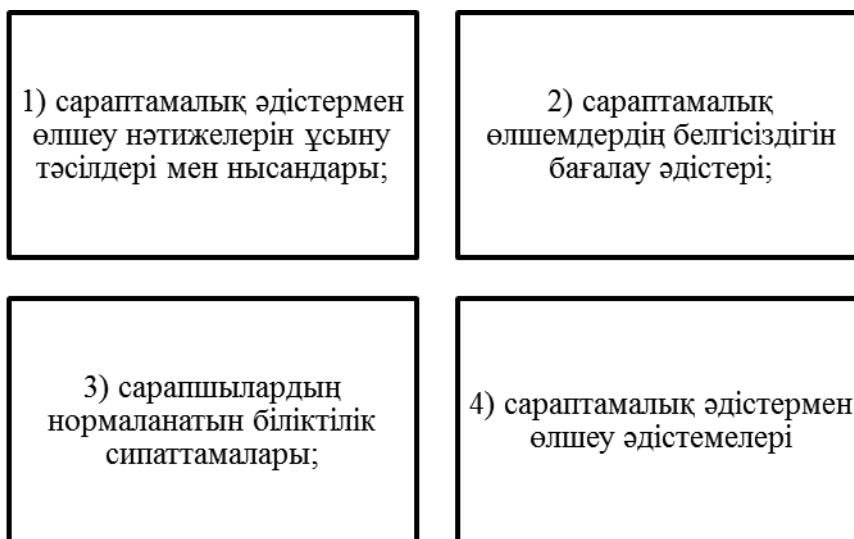 1) сараптамалық әдістермен
өлшеу нәтижелерін ұсыну
тәсілдері мен нысандары;
2) сараптамалық
өлшемдердің белгісіздігін
бағалау әдістері;
3) сарапшылардың
нормаланатын біліктілік
сипаттамалары;
4) сараптамалық әдістермен
өлшеу әдістемелері